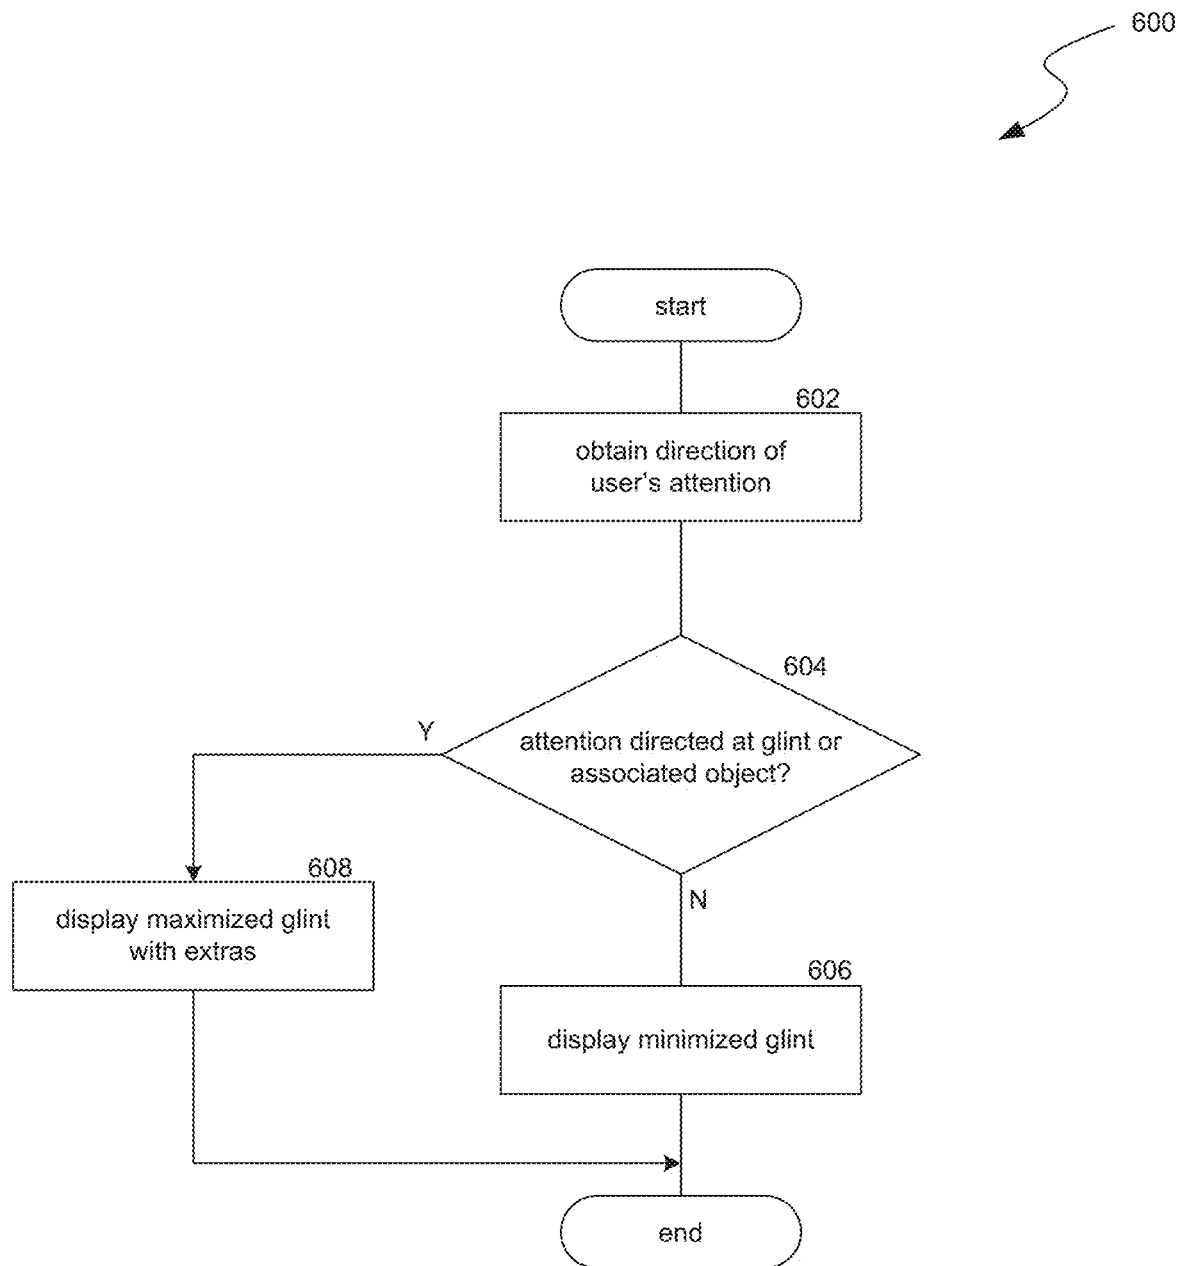 600
start
602
obtain direction of
user's attention
604
attention directed at glint or
associated object?
Y
N
608
display maximized glint
with extras
606
display minimized glint
end